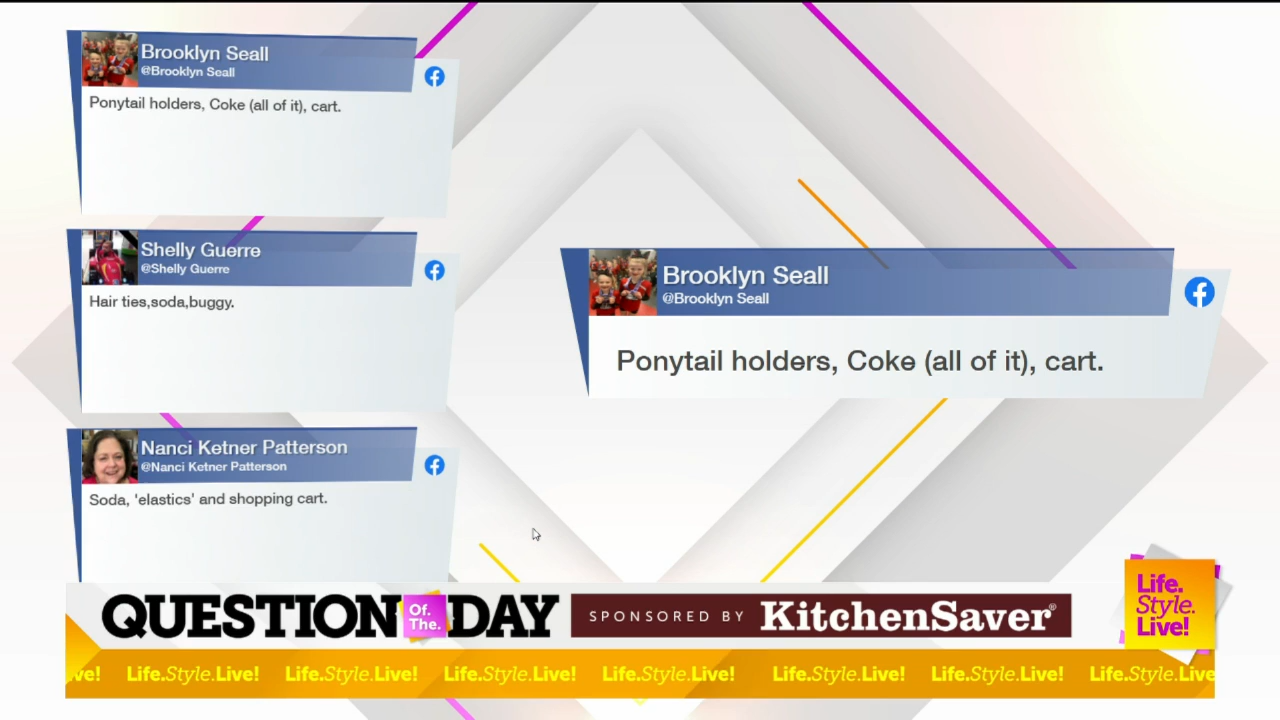 Brooklyn Seall
@Brooklyn Seall
Ponytail holders, Coke (all of it), cart.
Shelly Guerre
@Shelly Guerre
Hair ties,soda,buggy.
Nanci Ketner Patterson
@Nanci Ketner Patterson
Soda, 'elastics' and shopping cart.
Brooklyn Seall
@Brooklyn Seall
Ponytail holders, Coke (all of it), cart.
QUESTION Of. The. DAY
SPONSORED BY KitchenSaver®
Life.
Style.
Live!
ve! Life.Style.Live! Life.Style.Live! Life.Style.Live! Life.Style.Live! Life.Style.Live! Life.Style.Live! Life.Style.Live